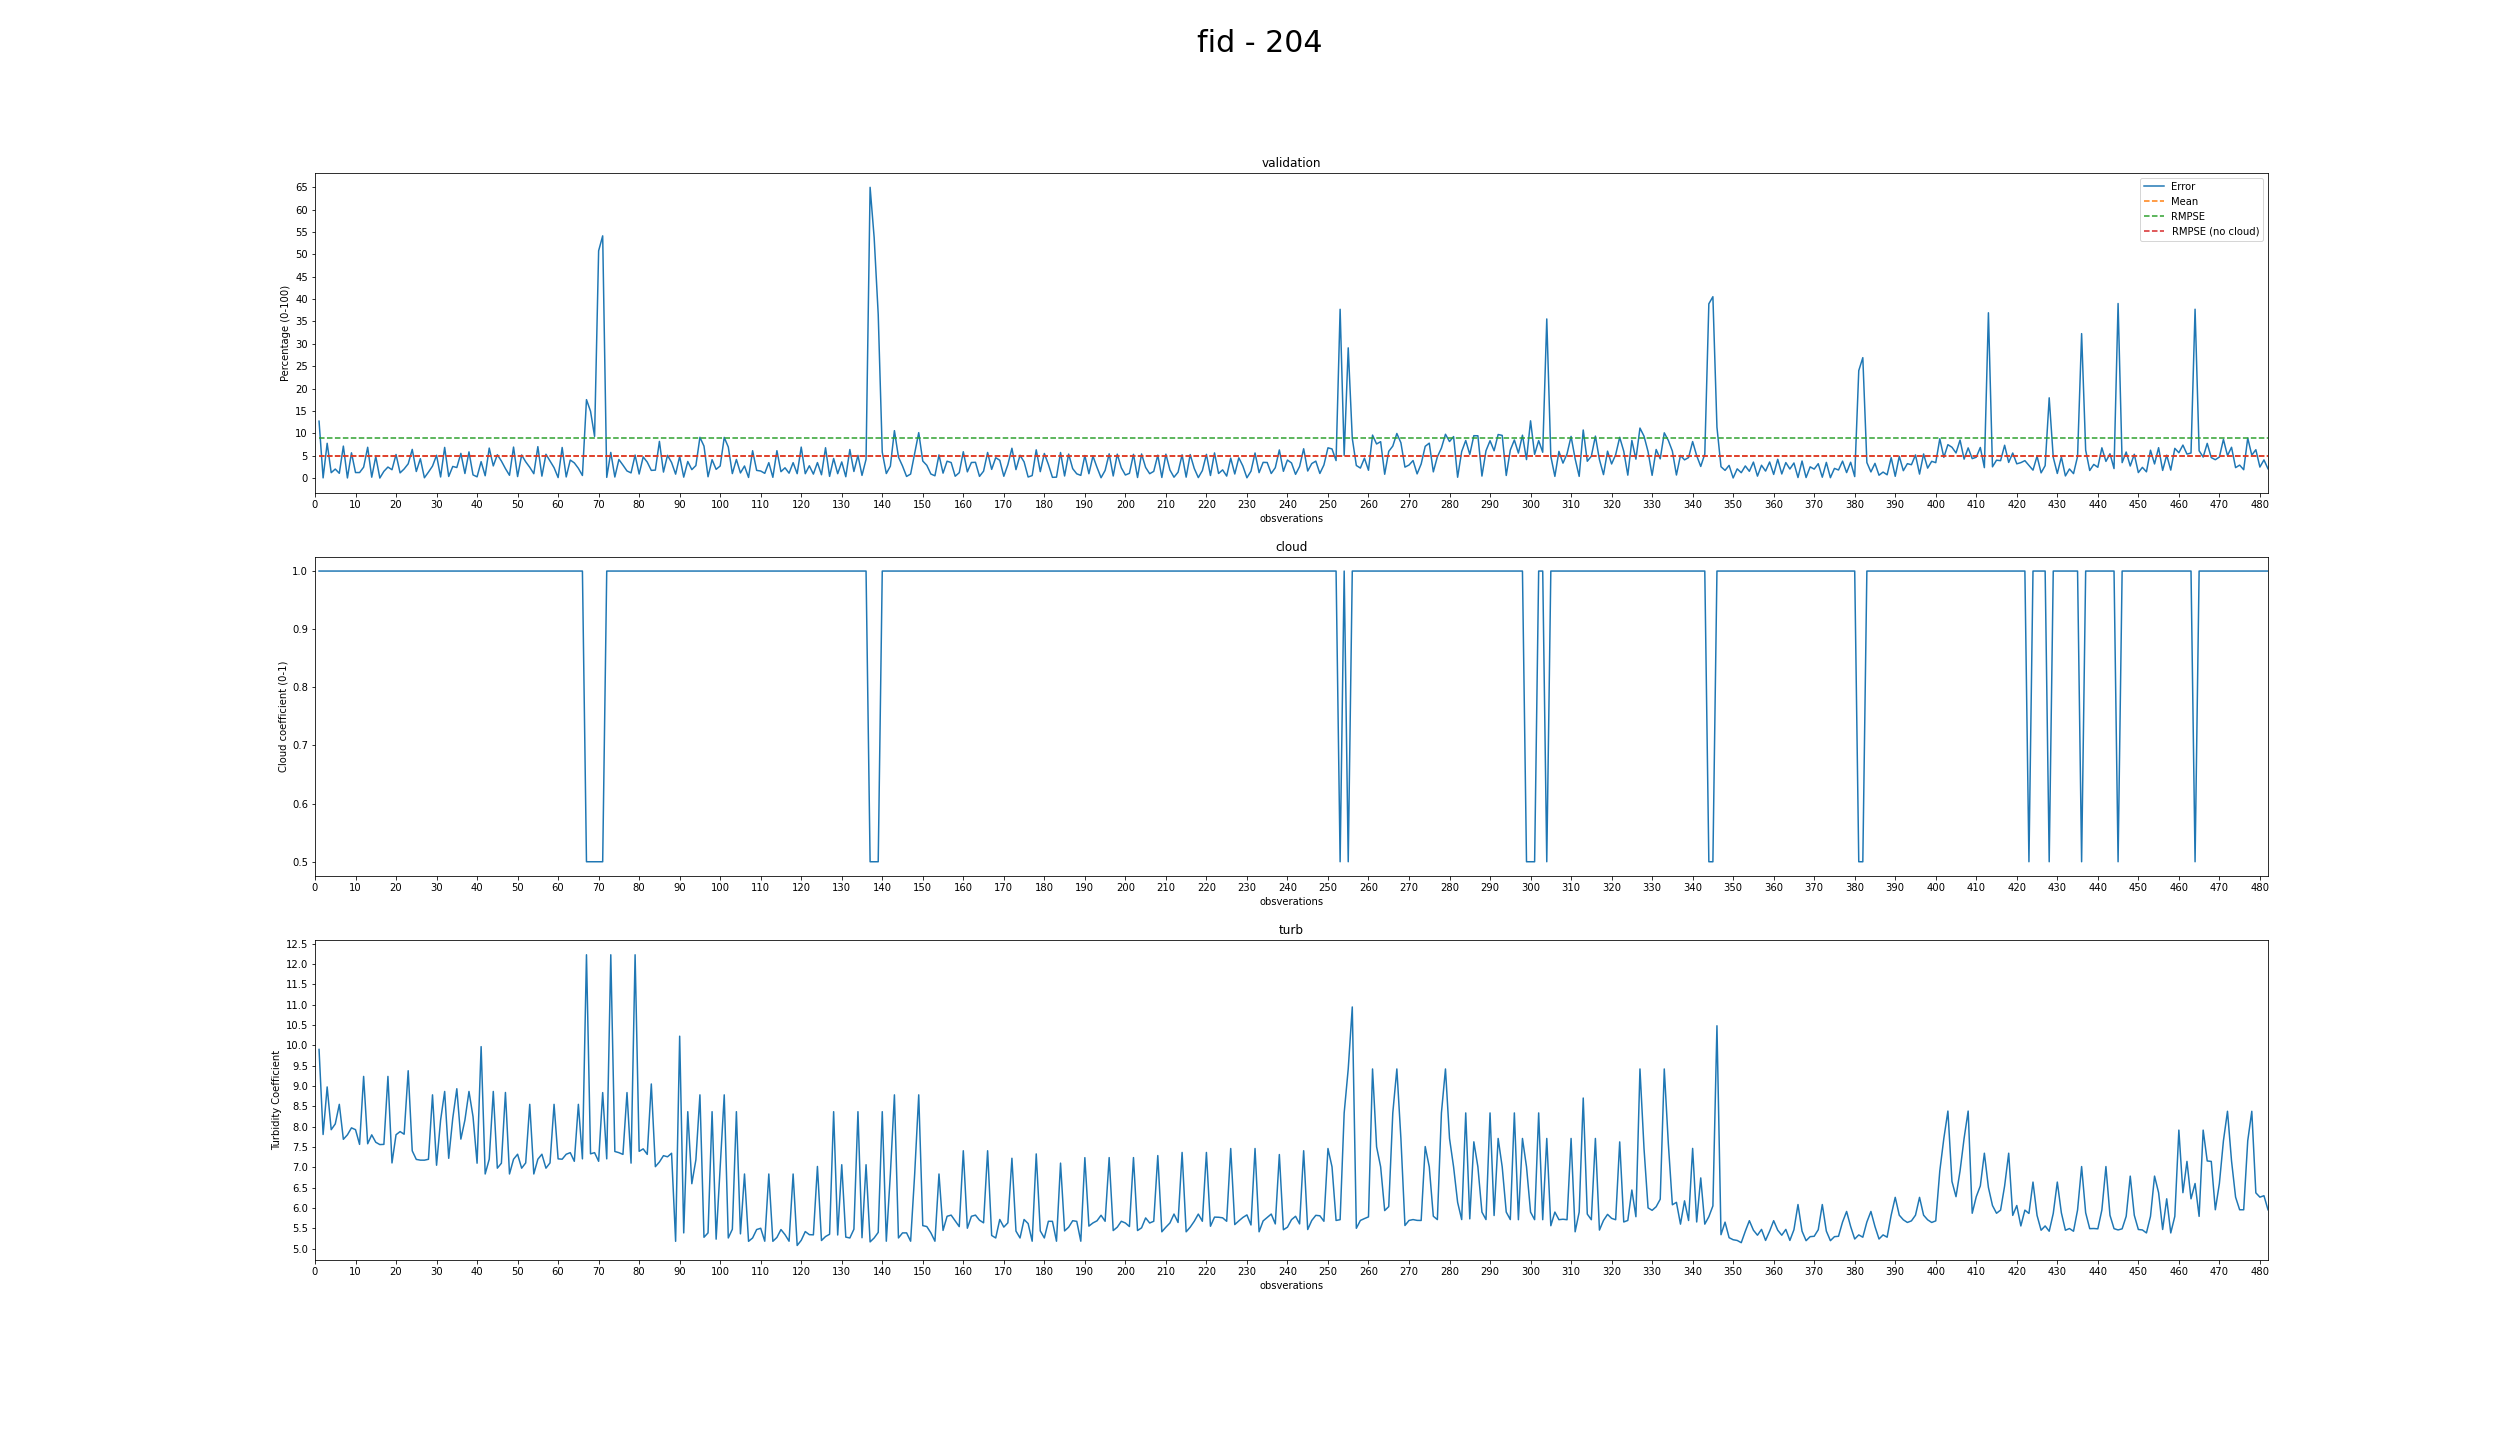 fid - 204
validation
Error
Mean
RMPSE
RMPSE (no cloud)
Percentage (0-100)
65
60
55
50
45
40
35
30
25
20
15
10
5
0
0 10 20 30 40 50 60 70 80 90 100 110 120 130 140 150 160 170 180 190 200 210 220 230 240 250 260 270 280 290 300 310 320 330 340 350 360 370 380 390 400 410 420 430 440 450 460 470 480
obsverations
cloud
Cloud coefficient (0-1)
1.0
0.9
0.8
0.7
0.6
0.5
0 10 20 30 40 50 60 70 80 90 100 110 120 130 140 150 160 170 180 190 200 210 220 230 240 250 260 270 280 290 300 310 320 330 340 350 360 370 380 390 400 410 420 430 440 450 460 470 480
obsverations
turb
Turbidity Coefficient
12.5
12.0
11.5
11.0
10.5
10.0
9.5
9.0
8.5
8.0
7.5
7.0
6.5
6.0
5.5
5.0
0 10 20 30 40 50 60 70 80 90 100 110 120 130 140 150 160 170 180 190 200 210 220 230 240 250 260 270 280 290 300 310 320 330 340 350 360 370 380 390 400 410 420 430 440 450 460 470 480
obsverations